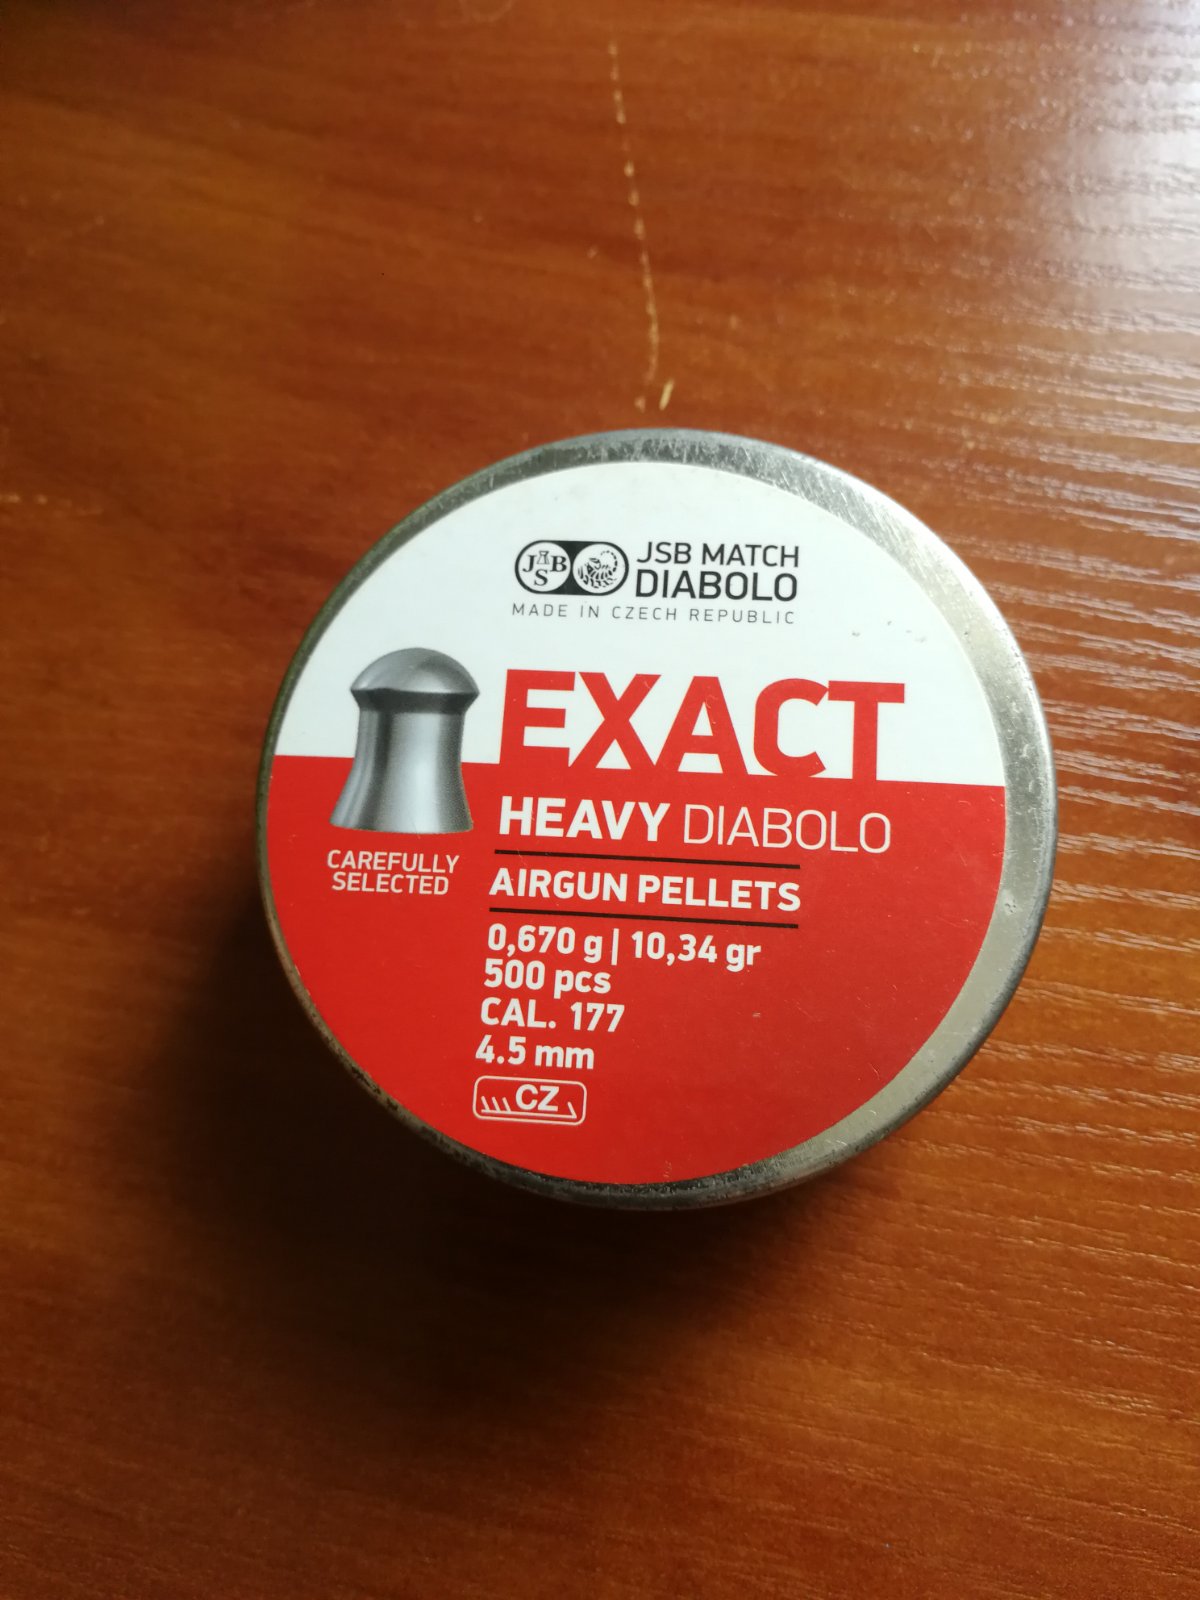 JSB
JSB MATCH
DIABOLO
MADE IN CZECH REPUBLIC
EXACT
HEAVY DIABOLO
CAREFULLY
SELECTED
AIRGUN PELLETS
0,670 g | 10,34 gr
500 pcs
CAL. 177
4.5 mm
CZ